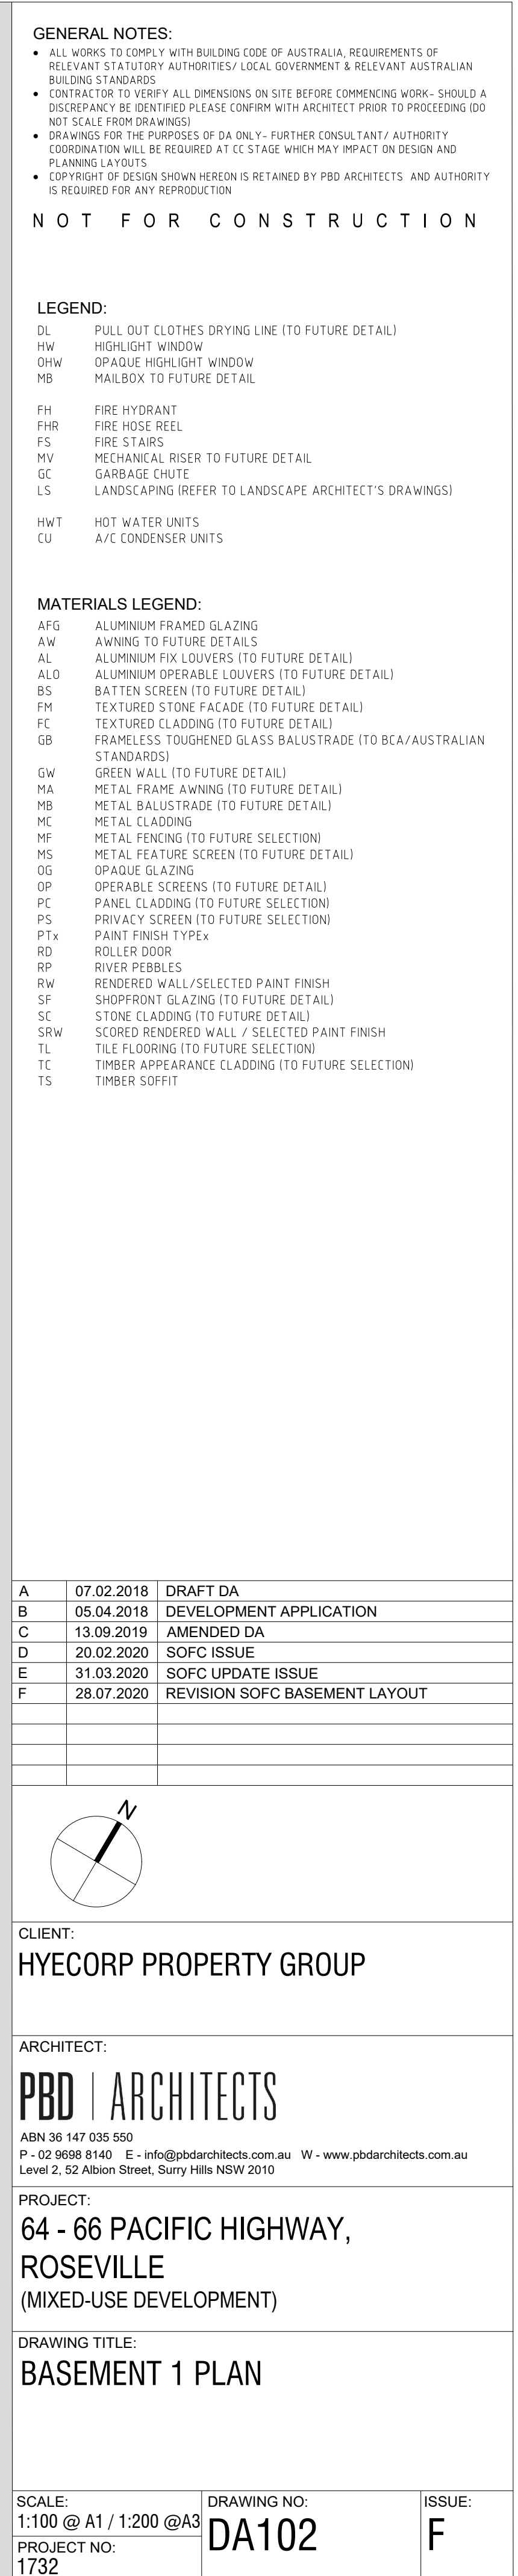 GENERAL NOTES:
● ALL WORKS TO COMPLY WITH BUILDING CODE OF AUSTRALIA, REQUIREMENTS OF
RELEVANT STATUTORY AUTHORITIES/ LOCAL GOVERNMENT & RELEVANT AUSTRALIAN
BUILDING STANDARDS
● CONTRACTOR TO VERIFY ALL DIMENSIONS ON SITE BEFORE COMMENCING WORK- SHOULD A
DISCREPANCY BE IDENTIFIED PLEASE CONFIRM WITH ARCHITECT PRIOR TO PROCEEDING (DO
NOT SCALE FROM DRAWINGS)
● DRAWINGS FOR THE PURPOSES OF DA ONLY- FURTHER CONSULTANT/ AUTHORITY
COORDINATION WILL BE REQUIRED AT CC STAGE WHICH MAY IMPACT ON DESIGN AND
PLANNING LAYOUTS
● COPYRIGHT OF DESIGN SHOWN HEREON IS RETAINED BY PBD ARCHITECTS AND AUTHORITY
IS REQUIRED FOR ANY REPRODUCTION
NOT FOR CONSTRUCTION
LEGEND:
DL PULL OUT CLOTHES DRYING LINE (TO FUTURE DETAIL)
HW HIGHLIGHT WINDOW
OHW OPAQUE HIGHLIGHT WINDOW
MB MAILBOX TO FUTURE DETAIL
FH FIRE HYDRANT
FHR FIRE HOSE REEL
FS FIRE STAIRS
MV MECHANICAL RISER TO FUTURE DETAIL
GC GARBAGE CHUTE
LS LANDSCAPING (REFER TO LANDSCAPE ARCHITECT'S DRAWINGS)
HWT HOT WATER UNITS
CU A/C CONDENSER UNITS
MATERIALS LEGEND:
AFG ALUMINIUM FRAMED GLAZING
AW AWNING TO FUTURE DETAILS
AL ALUMINIUM FIX LOUVERS (TO FUTURE DETAIL)
ALO ALUMINIUM OPERABLE LOUVERS (TO FUTURE DETAIL)
BS BATTEN SCREEN (TO FUTURE DETAIL)
FM TEXTURED STONE FACADE (TO FUTURE DETAIL)
FC TEXTURED CLADDING (TO FUTURE DETAIL)
GB FRAMELESS TOUGHENED GLASS BALUSTRADE (TO BCA/AUSTRALIAN
STANDARDS)
GW GREEN WALL (TO FUTURE DETAIL)
MA METAL FRAME AWNING (TO FUTURE DETAIL)
MB METAL BALUSTRADE (TO FUTURE DETAIL)
MC METAL CLADDING
MF METAL FENCING (TO FUTURE SELECTION)
MS METAL FEATURE SCREEN (TO FUTURE DETAIL)
OG OPAQUE GLAZING
OP OPERABLE SCREENS (TO FUTURE DETAIL)
PC PANEL CLADDING (TO FUTURE SELECTION)
PS PRIVACY SCREEN (TO FUTURE SELECTION)
PTx PAINT FINISH TYPEx
RD ROLLER DOOR
RP RIVER PEBBLES
RW RENDERED WALL/SELECTED PAINT FINISH
SF SHOPFRONT GLAZING (TO FUTURE DETAIL)
SC STONE CLADDING (TO FUTURE DETAIL)
SRW SCORED RENDERED WALL / SELECTED PAINT FINISH
TL TILE FLOORING (TO FUTURE SELECTION)
TC TIMBER APPEARANCE CLADDING (TO FUTURE SELECTION)
TS TIMBER SOFFIT
A 07.02.2018 DRAFT DA
B 05.04.2018 DEVELOPMENT APPLICATION
C 13.09.2019 AMENDED DA
D 20.02.2020 SOFC ISSUE
E 31.03.2020 SOFC UPDATE ISSUE
F 28.07.2020 REVISION SOFC BASEMENT LAYOUT
N
CLIENT:
HYECORP PROPERTY GROUP
ARCHITECT:
PBD | ARCHITECTS
ABN 36 147 035 550
P - 02 9698 8140 E - info@pbdarchitects.com.au W - www.pbdarchitects.com.au
Level 2, 52 Albion Street, Surry Hills NSW 2010
PROJECT:
64 - 66 PACIFIC HIGHWAY,
ROSEVILLE
(MIXED-USE DEVELOPMENT)
DRAWING TITLE:
BASEMENT 1 PLAN
SCALE:
1:100 @ A1 / 1:200 @A3
PROJECT NO:
1732
DRAWING NO:
DA102
ISSUE:
F